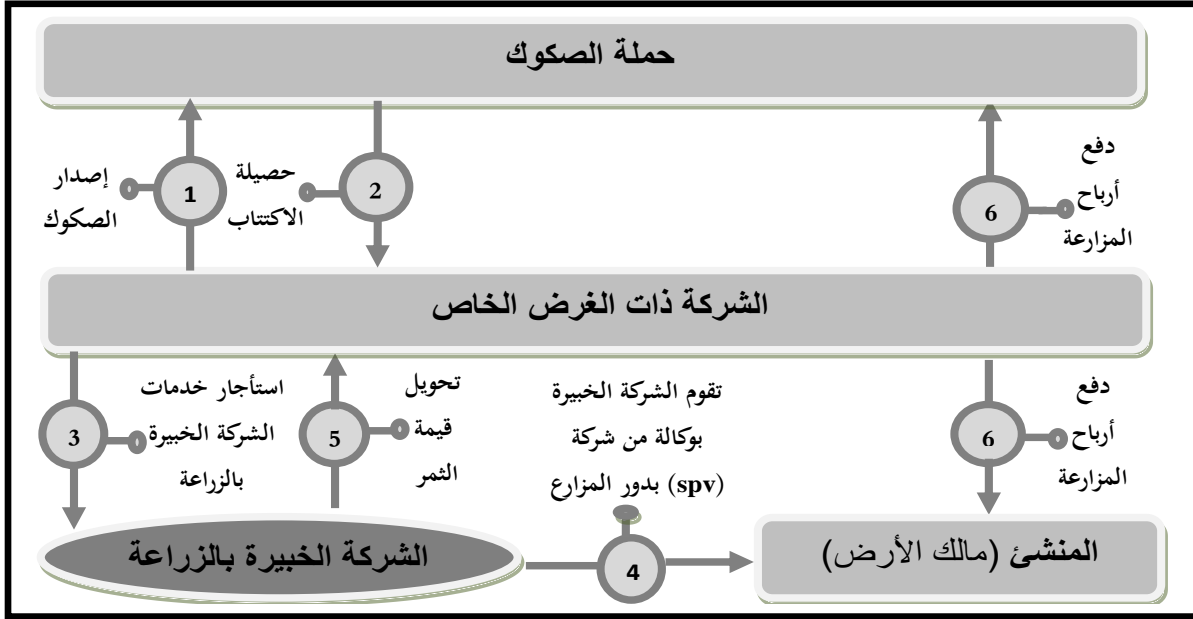 حملة الصكوك
1
إصدار
الصكوك
2
حصيلة
الاكتتاب
6
دفع
أرباح
المزارعة
الشركة ذات الغرض الخاص
3
استأجار خدمات
الشركة الخبيرة
بالزراعة
5
تحويل
قيمة
الثمر
تقوم الشركة الخبيرة
بوكالة من شركة
(spv) بدور المزارع
4
6
دفع
أرباح
المزارعة
الشركة الخبيرة بالزراعة
المنشئ (مالك الأرض)